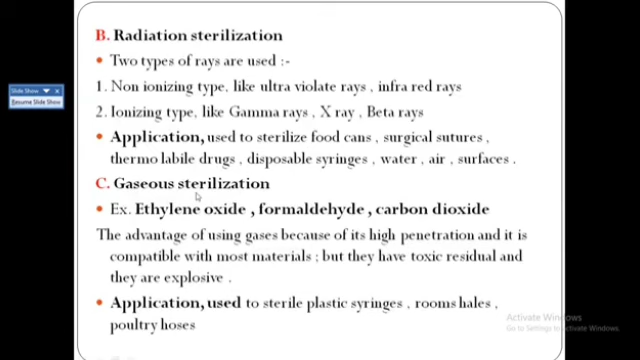 B. Radiation sterilization
• Two types of rays are used :-
1. Non ionizing type, like ultra violate rays , infra red rays
2. Ionizing type, like Gamma rays , X ray , Beta rays
• Application, used to sterilize food cans , surgical sutures ,
thermo labile drugs , disposable syringes , water , air , surfaces .
C. Gaseous sterilization
• Ex. Ethylene oxide , formaldehyde , carbon dioxide
The advantage of using gases because of its high penetration and it is
compatible with most materials ; but they have toxic residual and
they are explosive .
• Application, used to sterile plastic syringes , rooms hales ,
poultry hoses
Slide Show
Resume Slide Show
Activate Windows
Go to Settings to activate Windows.